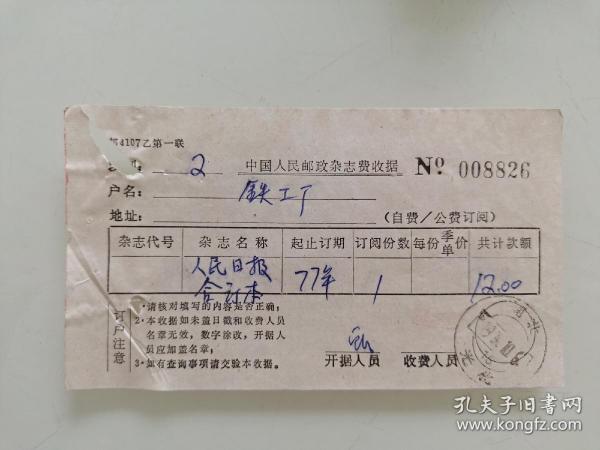 4107乙第一联
2 中国人民邮政杂志费收据 № 008826
户名： 铁工厂
地址： (自费/公费订阅)
杂志代号 杂志名称 起止订期 订阅份数 每份季价单 共计款额
人民日报合订本 77年 1 12.00
订户注意
1·请核对填写的内容是否正确；
2·本收据如未盖日戳和收费人员
名章无效，数字涂改，开据人
员应加盖名章；
3·如有查询事项请交验本收据。
开据人员 收费人员
孔夫子旧书网
www.kongfz.com